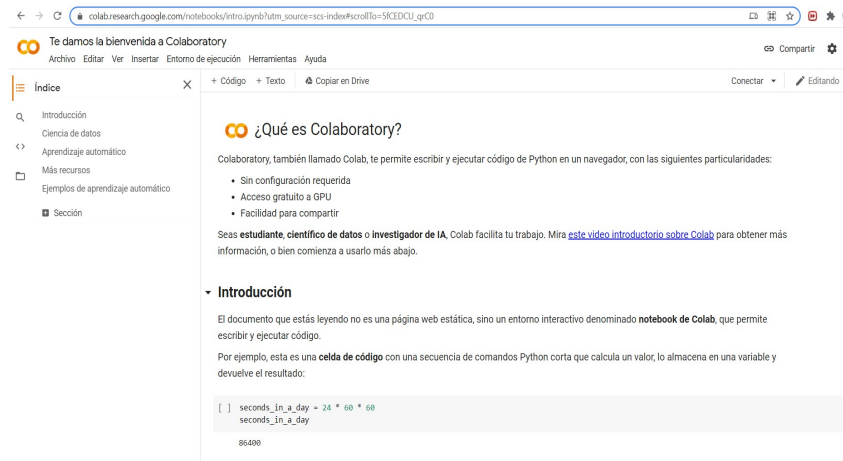 colab.research.google.com/notebooks/intro.ipynb?utm_source=scs-index#scrollTo=5fCEDCU_qrC0
Te damos la bienvenida a Colaboratory
Archivo Editar Ver Insertar Entorno de ejecución Herramientas Ayuda
Compartir
Índice
+ Código + Texto Copiar en Drive
Conectar
Editando
Introducción
Ciencia de datos
Aprendizaje automático
Más recursos
Ejemplos de aprendizaje automático
Sección
¿Qué es Colaboratory?
Colaboratory, también llamado Colab, te permite escribir y ejecutar código de Python en un navegador, con las siguientes particularidades:
• Sin configuración requerida
• Acceso gratuito a GPU
• Facilidad para compartir
Seas estudiante, científico de datos o investigador de IA, Colab facilita tu trabajo. Mira este video introductorio sobre Colab para obtener más
información, o bien comienza a usarlo más abajo.
Introducción
El documento que estás leyendo no es una página web estática, sino un entorno interactivo denominado notebook de Colab, que permite
escribir y ejecutar código.
Por ejemplo, esta es una celda de código con una secuencia de comandos Python corta que calcula un valor, lo almacena en una variable y
devuelve el resultado:
[ ] seconds_in_a_day = 24 * 60 * 60
seconds_in_a_day
86400